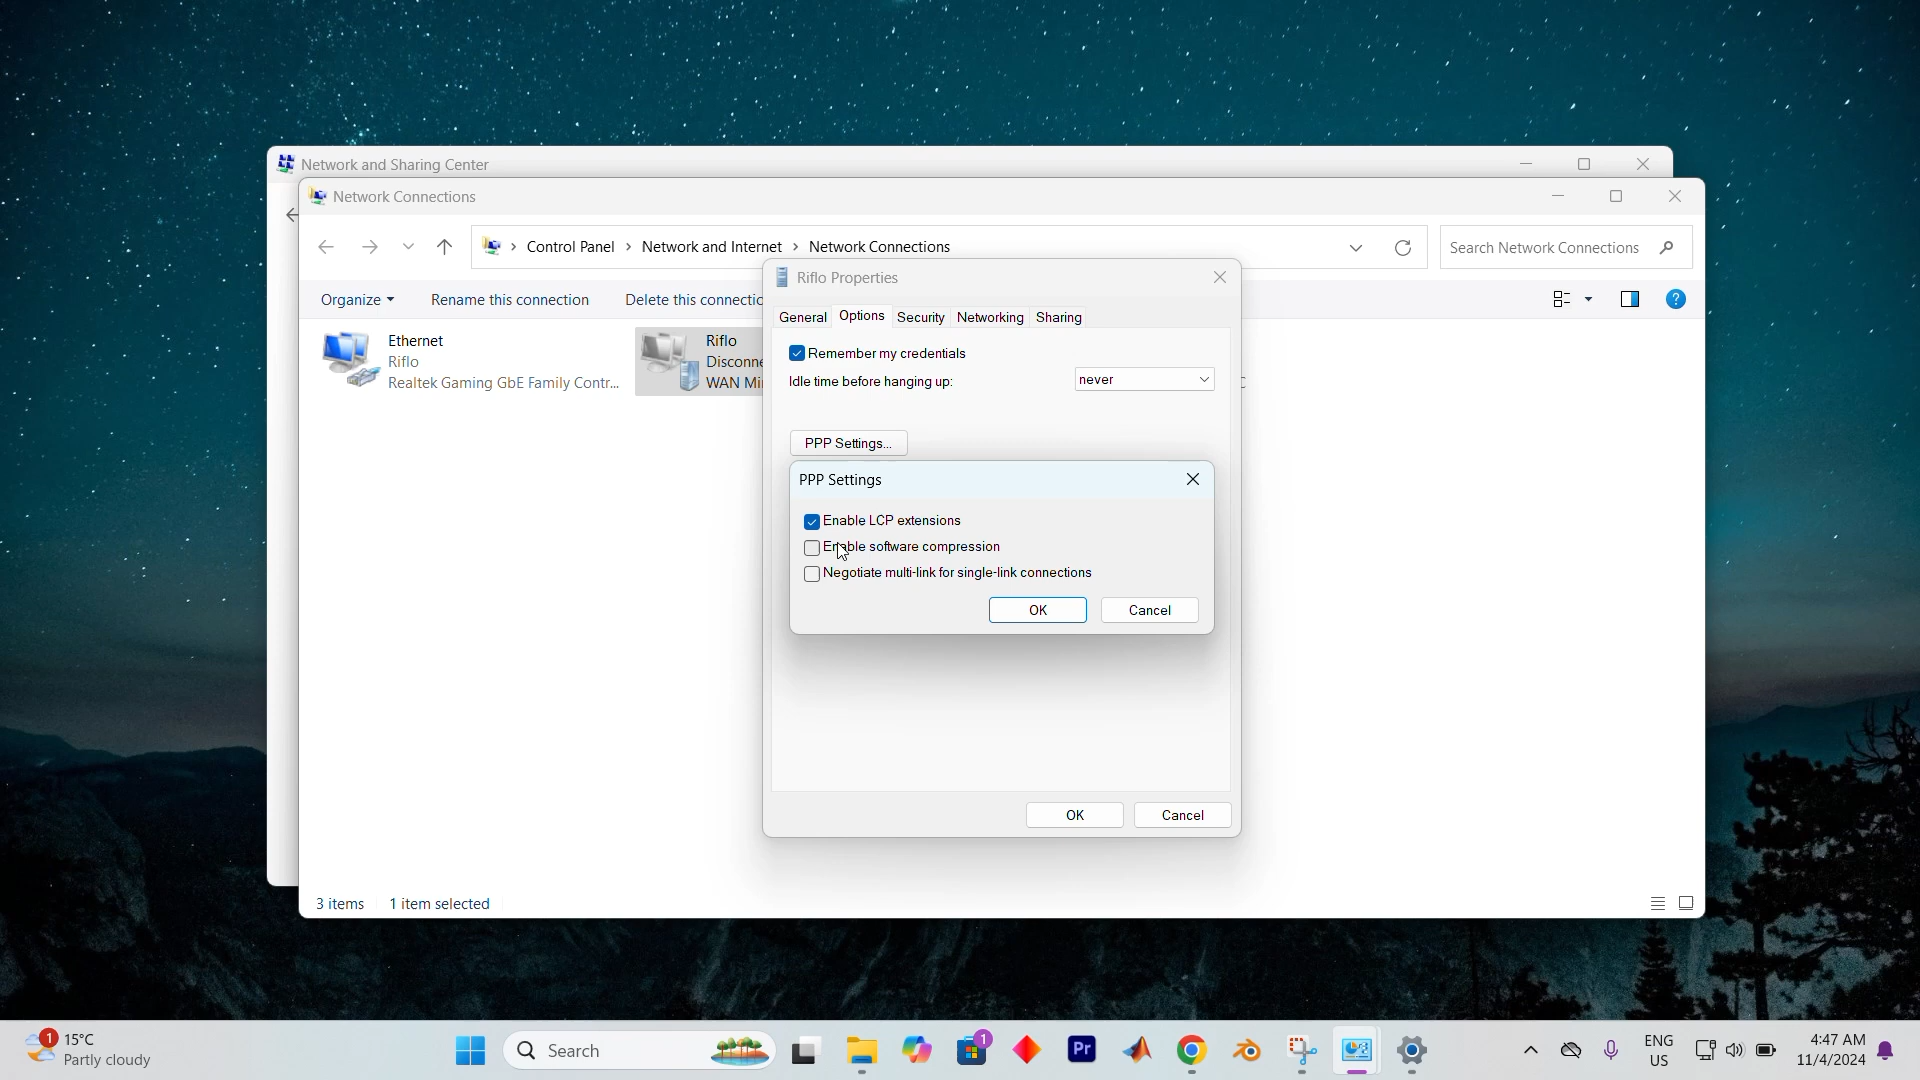 Network and Sharing Center
Network Connections
Control Panel > Network and Internet > Network Connections
Search Network Connections
Organize
Rename this connection
Delete this connectio
Ethernet
Riflo
Realtek Gaming GbE Family Contr...
Riflo
Disconne
WAN Mi
Riflo Properties
General
Options
Security
Networking
Sharing
Remember my credentials
Idle time before hanging up:
never
PPP Settings...
PPP Settings
Enable LCP extensions
Enable software compression
Negotiate multi-link for single-link connections
OK
Cancel
OK
Cancel
3 items
1 item selected
1
15°C
Partly cloudy
Search
1
Pr
ENG
US
4:47 AM
11/4/2024